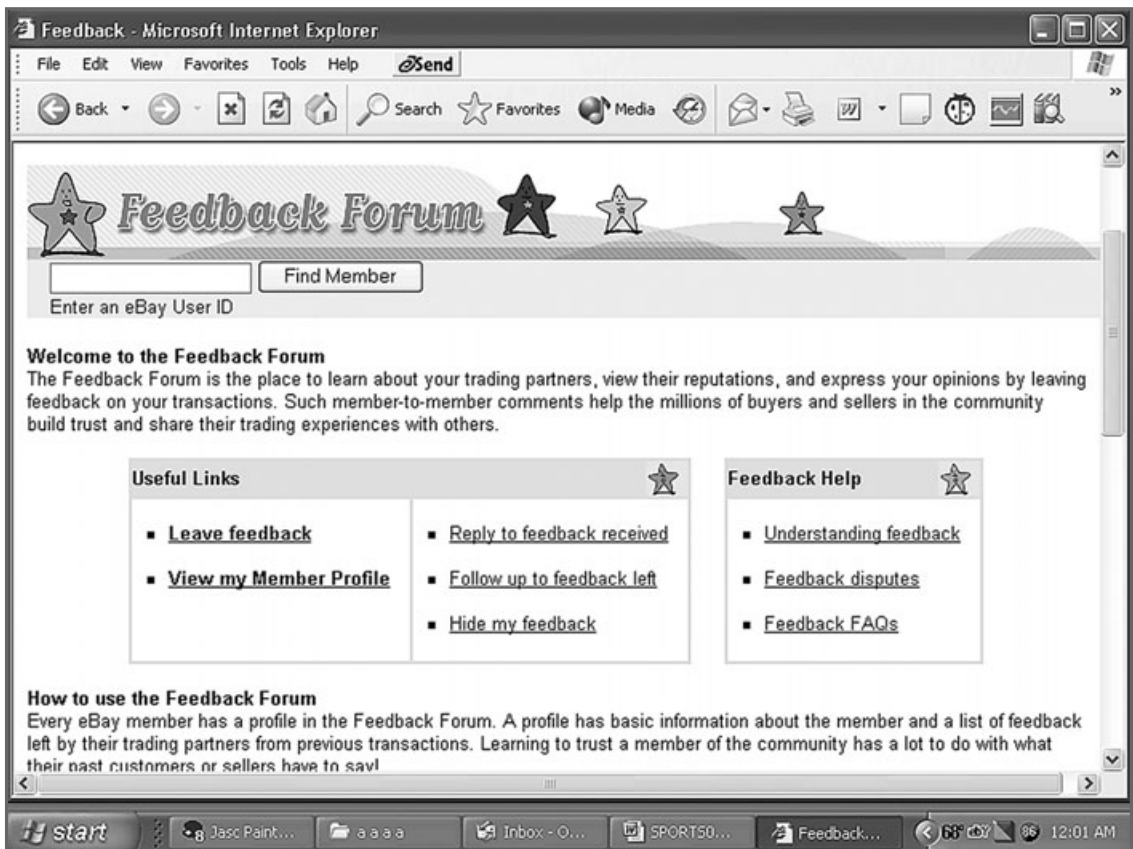 Feedback - Microsoft Internet Explorer
File Edit View Favorites Tools Help Send
Back Search Favorites Media
Feedback Forum
Find Member
Enter an eBay User ID
Welcome to the Feedback Forum
The Feedback Forum is the place to learn about your trading partners, view their reputations, and express your opinions by leaving
feedback on your transactions. Such member-to-member comments help the millions of buyers and sellers in the community
build trust and share their trading experiences with others.
Useful Links
Leave feedback
View my Member Profile
Reply to feedback received
Follow up to feedback left
Hide my feedback
Feedback Help
Understanding feedback
Feedback disputes
Feedback FAQs
How to use the Feedback Forum
Every eBay member has a profile in the Feedback Forum. A profile has basic information about the member and a list of feedback
left by their trading partners from previous transactions. Learning to trust a member of the community has a lot to do with what
their past customers or sellers have to say!
start 8 Jasc Paint... a a a a Inbox - O... SPORTS0... Feedback... 68° 86 12:01 AM